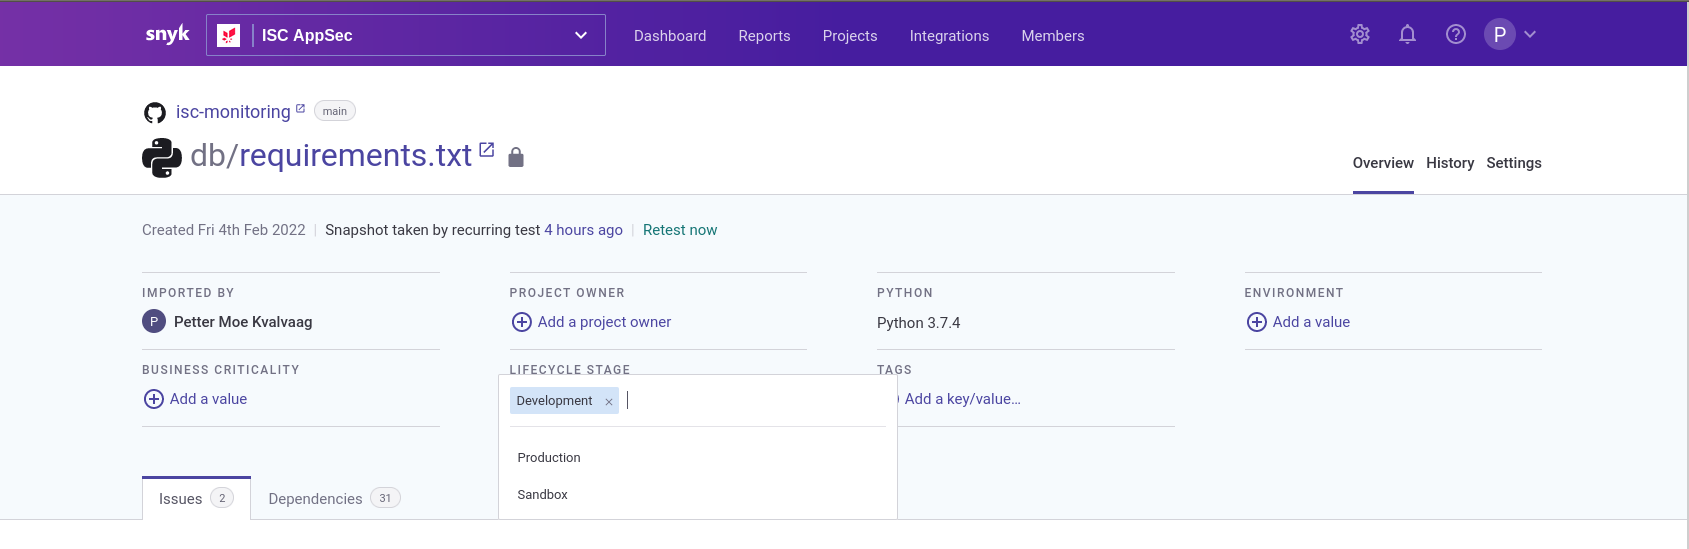 snyk ISC AppSec Dashboard Reports Projects Integrations Members P
isc-monitoring main
db/requirements.txt
Overview History Settings
Created Fri 4th Feb 2022 | Snapshot taken by recurring test 4 hours ago | Retest now
IMPORTED BY PROJECT OWNER PYTHON ENVIRONMENT
P Petter Moe Kvalvaag Add a project owner Python 3.7.4 Add a value
BUSINESS CRITICALITY LIFECYCLE STAGE TAGS
Add a value Development × Add a key/value...
Production
Sandbox
Issues 2 Dependencies 31